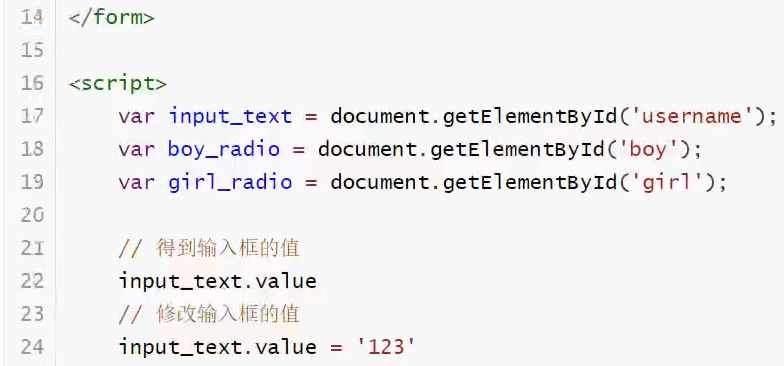 14 </form>
15
16 <script>
17 var input_text = document.getElementById('username');
18 var boy_radio = document.getElementById('boy');
19 var girl_radio = document.getElementById('girl');
20
21 // 得到输入框的值
22 input_text.value
23 // 修改输入框的值
24 input_text.value = '123'